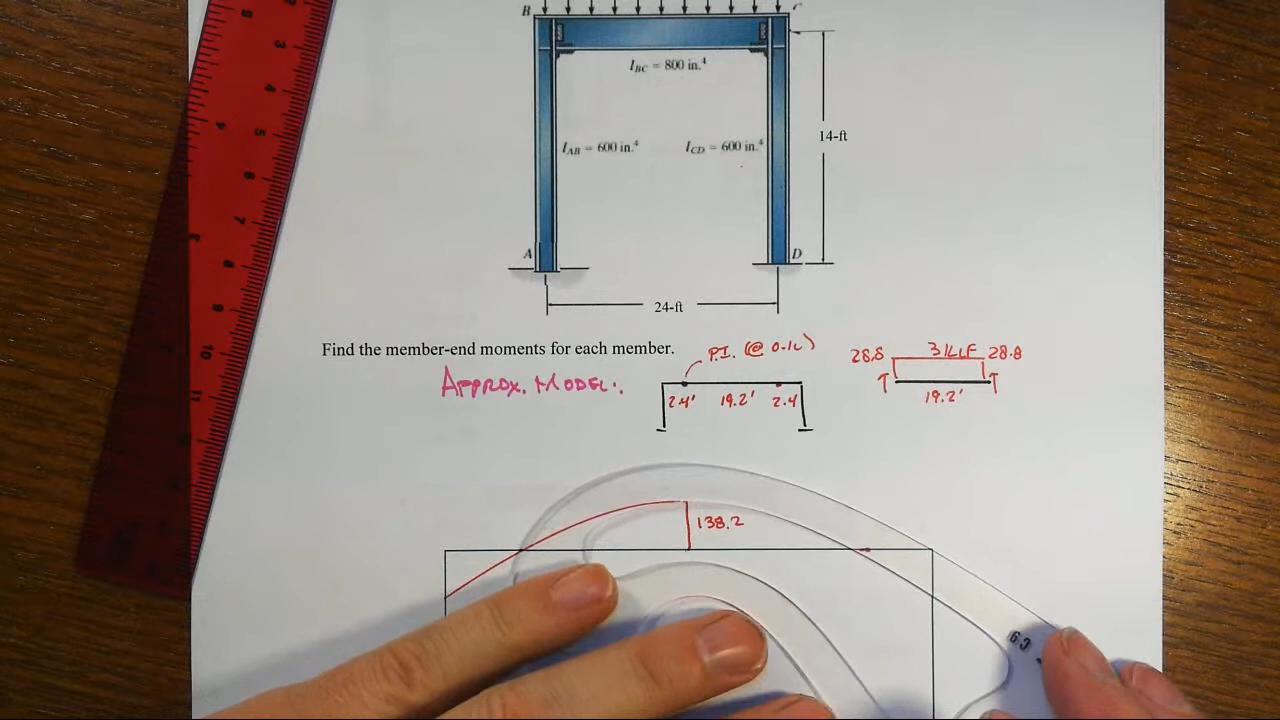 B
C
I_BC = 800 in.⁴
14-ft
I_AB = 600 in.⁴
I_CD = 600 in.⁴
A
D
24-ft
Find the member-end moments for each member.
P.I. (@ 0.1L)
28.8 3KLF 28.8
APPROX. MODEL:
2.4' 19.2' 2.4
19.2'
138.2